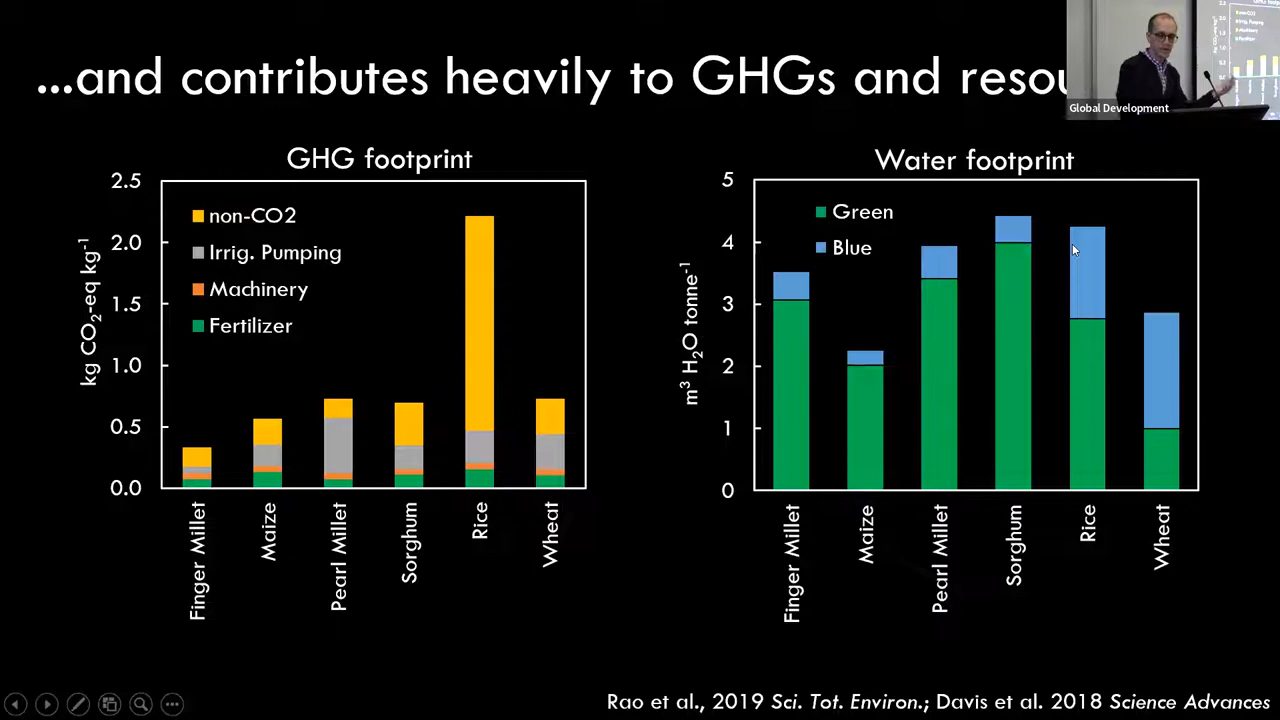 ...and contributes heavily to GHGs and resou
Global Development
GHG footprint
2.5
2.0
1.5
1.0
0.5
0.0
kg CO2-eq kg-1
non-CO2
Irrig. Pumping
Machinery
Fertilizer
Finger Millet
Maize
Pearl Millet
Sorghum
Rice
Wheat
Water footprint
5
4
3
2
1
0
m3 H2O tonne-1
Green
Blue
Finger Millet
Maize
Pearl Millet
Sorghum
Rice
Wheat
Rao et al., 2019 Sci. Tot. Environ.; Davis et al. 2018 Science Advances